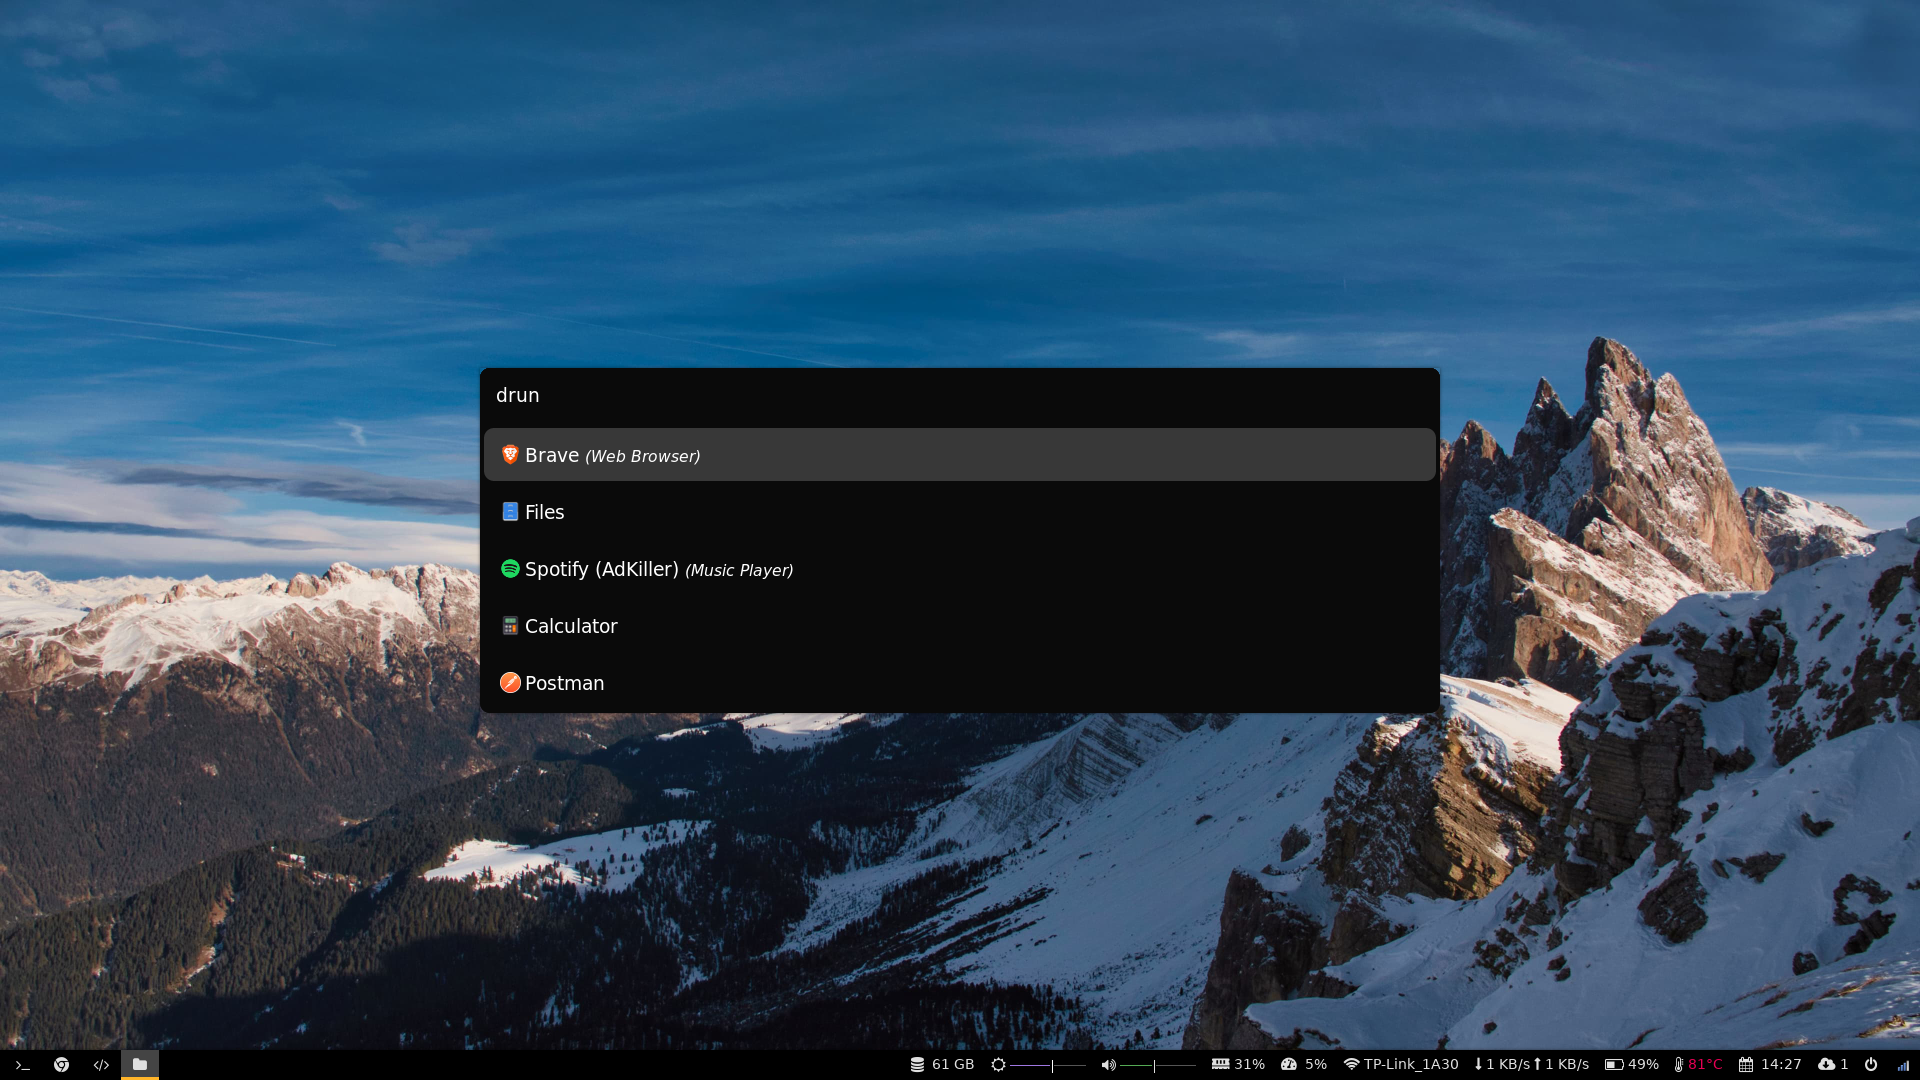 drun
Brave (Web Browser)
Files
Spotify (AdKiller) (Music Player)
Calculator
Postman
61 GB 31% 5% TP-Link_1A30 1 KB/s 1 KB/s 49% 81°C 14:27 1